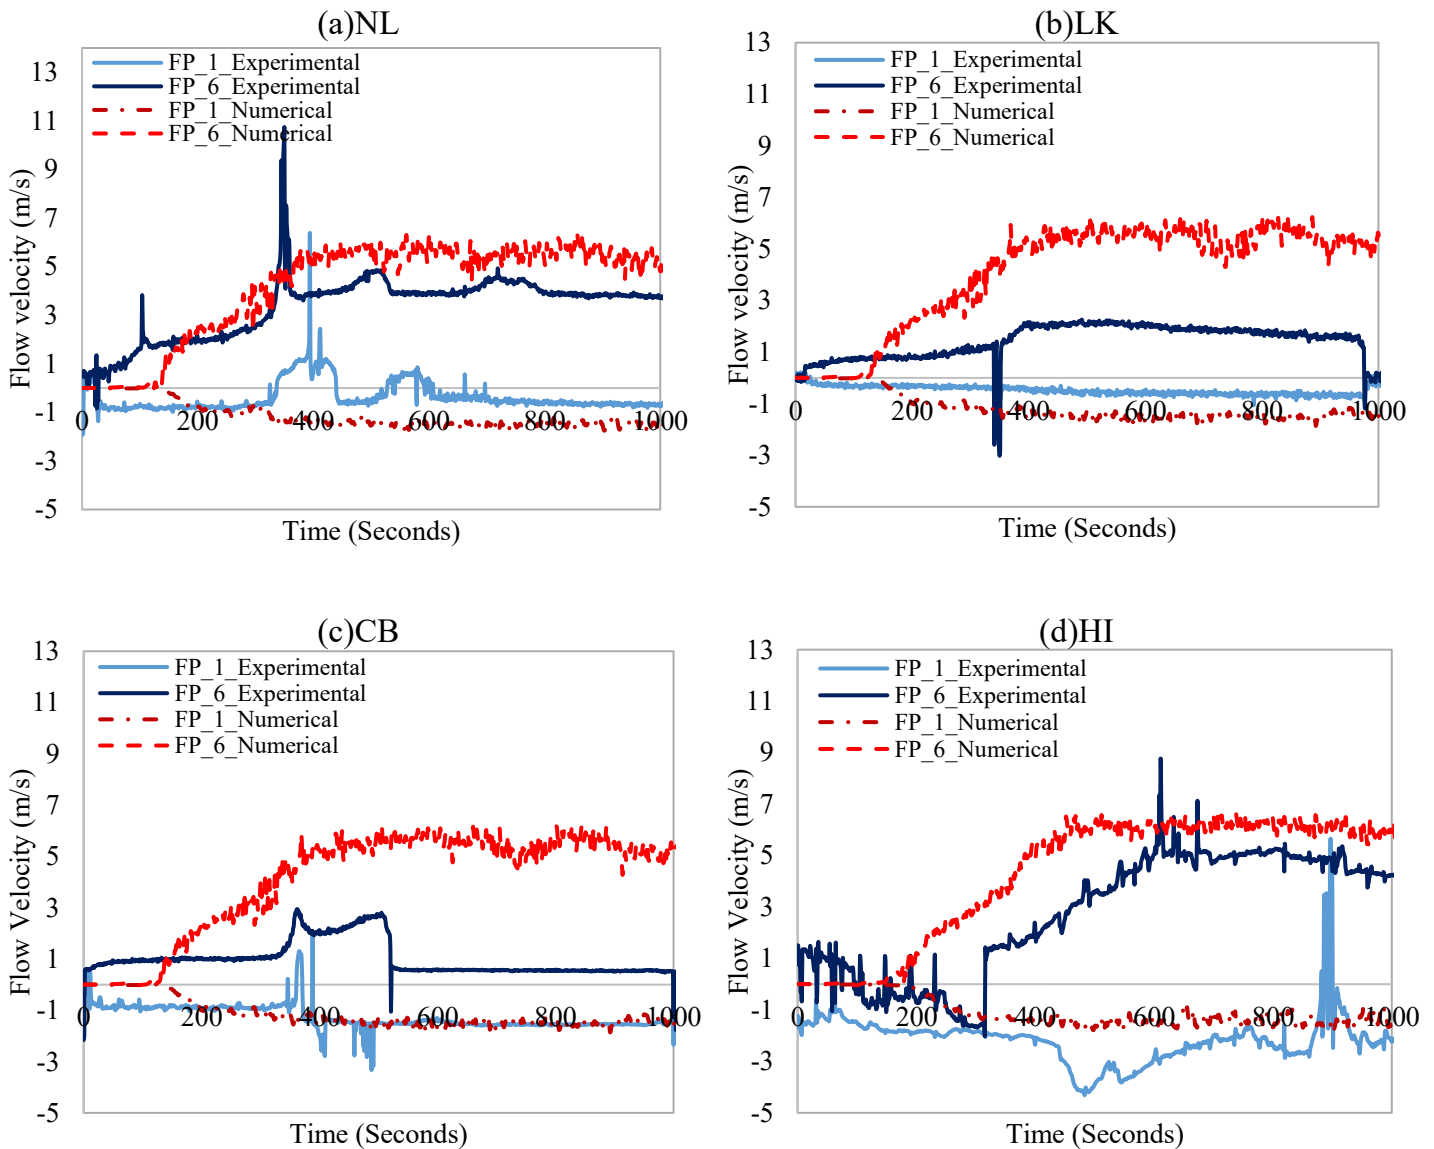 (a)NL
Flow velocity (m/s)
13
11
9
7
5
3
1
-1
-3
-5
FP_1_Experimental
FP_6_Experimental
FP_1_Numerical
FP_6_Numerical
0 200 400 600 800 1000
Time (Seconds)
(b)LK
Flow velocity (m/s)
13
11
9
7
5
3
1
-1
-3
-5
FP_1_Experimental
FP_6_Experimental
FP_1_Numerical
FP_6_Numerical
0 200 400 600 800 1000
Time (Seconds)
(c)CB
Flow Velocity (m/s)
13
11
9
7
5
3
1
-1
-3
-5
FP_1_Experimental
FP_6_Experimental
FP_1_Numerical
FP_6_Numerical
0 200 400 600 800 1000
Time (Seconds)
(d)HI
Flow Velocity (m/s)
13
11
9
7
5
3
1
-1
-3
-5
FP_1_Experimental
FP_6_Experimental
FP_1_Numerical
FP_6_Numerical
0 200 400 600 800 1000
Time (Seconds)